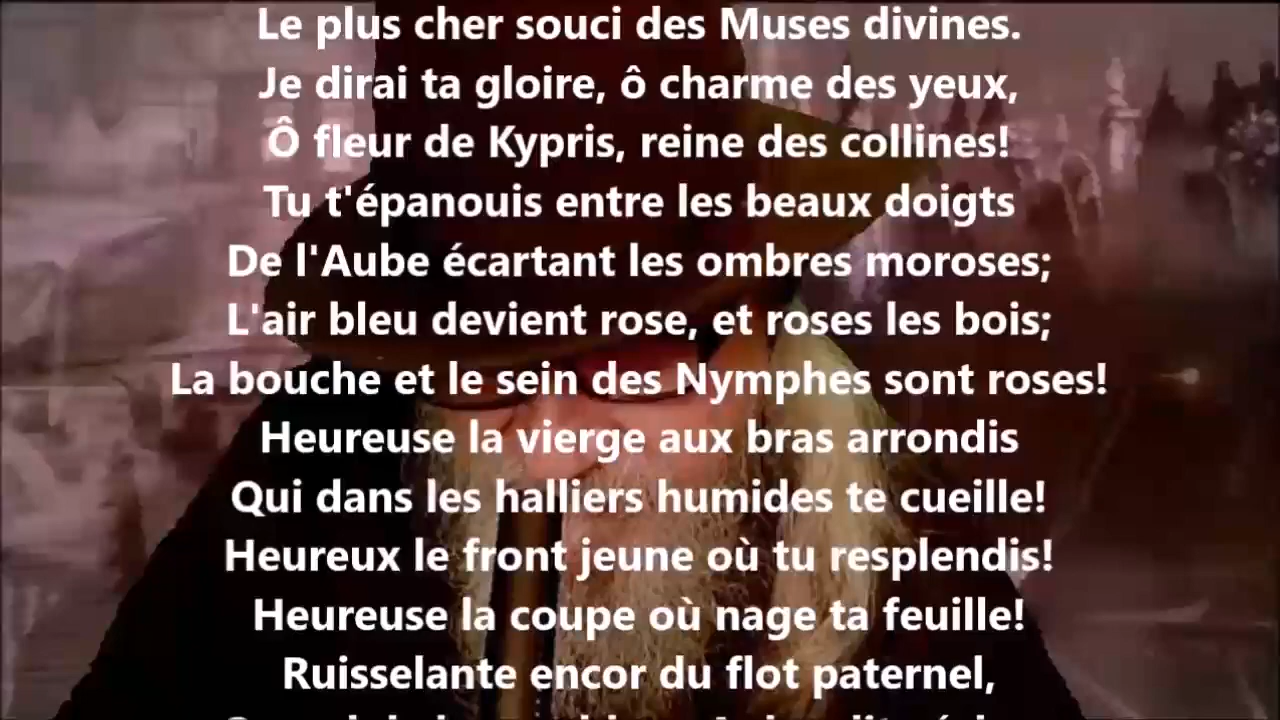 Le plus cher souci des Muses divines.
Je dirai ta gloire, ô charme des yeux,
Ô fleur de Kypris, reine des collines!
Tu t'épanouis entre les beaux doigts
De l'Aube écartant les ombres moroses;
L'air bleu devient rose, et roses les bois;
La bouche et le sein des Nymphes sont roses!
Heureuse la vierge aux bras arrondis
Qui dans les halliers humides te cueille!
Heureux le front jeune où tu resplendis!
Heureuse la coupe où nage ta feuille!
Ruisselante encor du flot paternel,